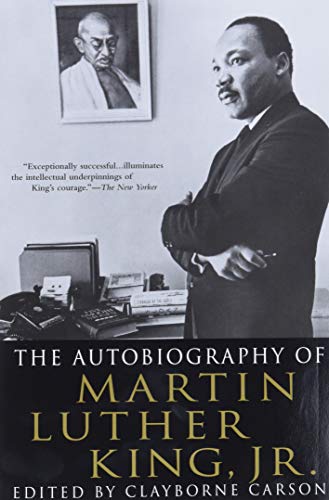 "Exceptionally successful...illuminates
the intellectual underpinnings of
King's courage."—The New Yorker
THE AUTOBIOGRAPHY OF
MARTIN
LUTHER
KING, JR.
EDITED BY CLAYBORNE CARSON